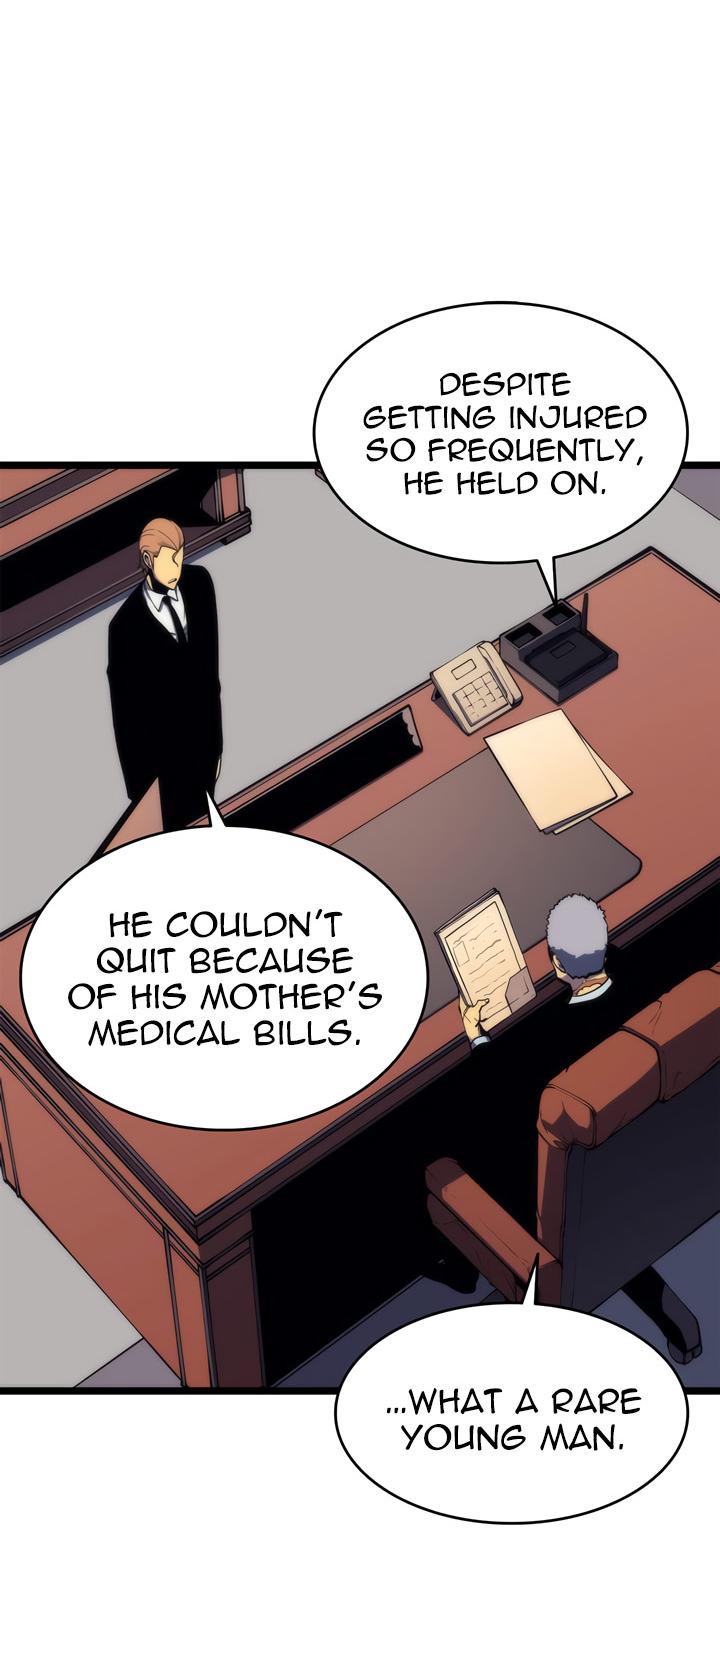 DESPITE
GETTING INJURED
SO FREQUENTLY,
HE HELD ON.
HE COULDN'T
QUIT BECAUSE
OF HIS MOTHER'S
MEDICAL BILLS.
...WHAT A RARE
YOUNG MAN.